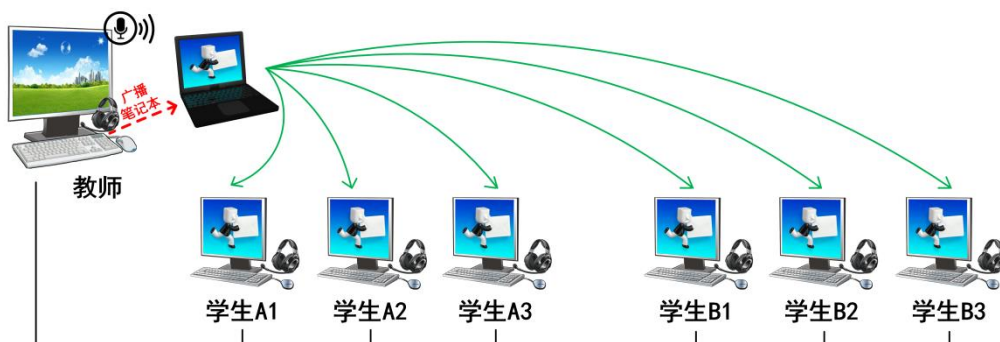 广播
笔记本
教师
学生A1
学生A2
学生A3
学生B1
学生B2
学生B3